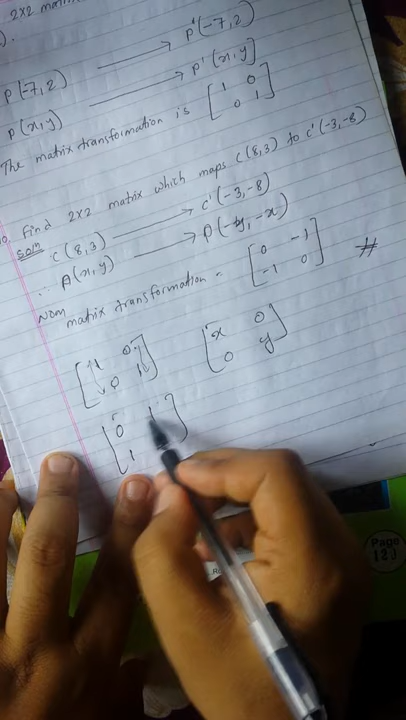 2x2 matri
).
P(-7,2) → P'(-7,2)
P(x,y) → P'(x,y)
The matrix transformation is [1 0
0 1]
Find 2x2 matrix which maps C(8,3) to C'(-3,-8)
Soln
C(8,3) → C'(-3,-8)
∴ A(x,y) → P(-y,-x)
Now
matrix transformation = [0 -1
-1 0] #
[1 0
0 1] [x 0
0 y]
[0 1
1 ]
Page